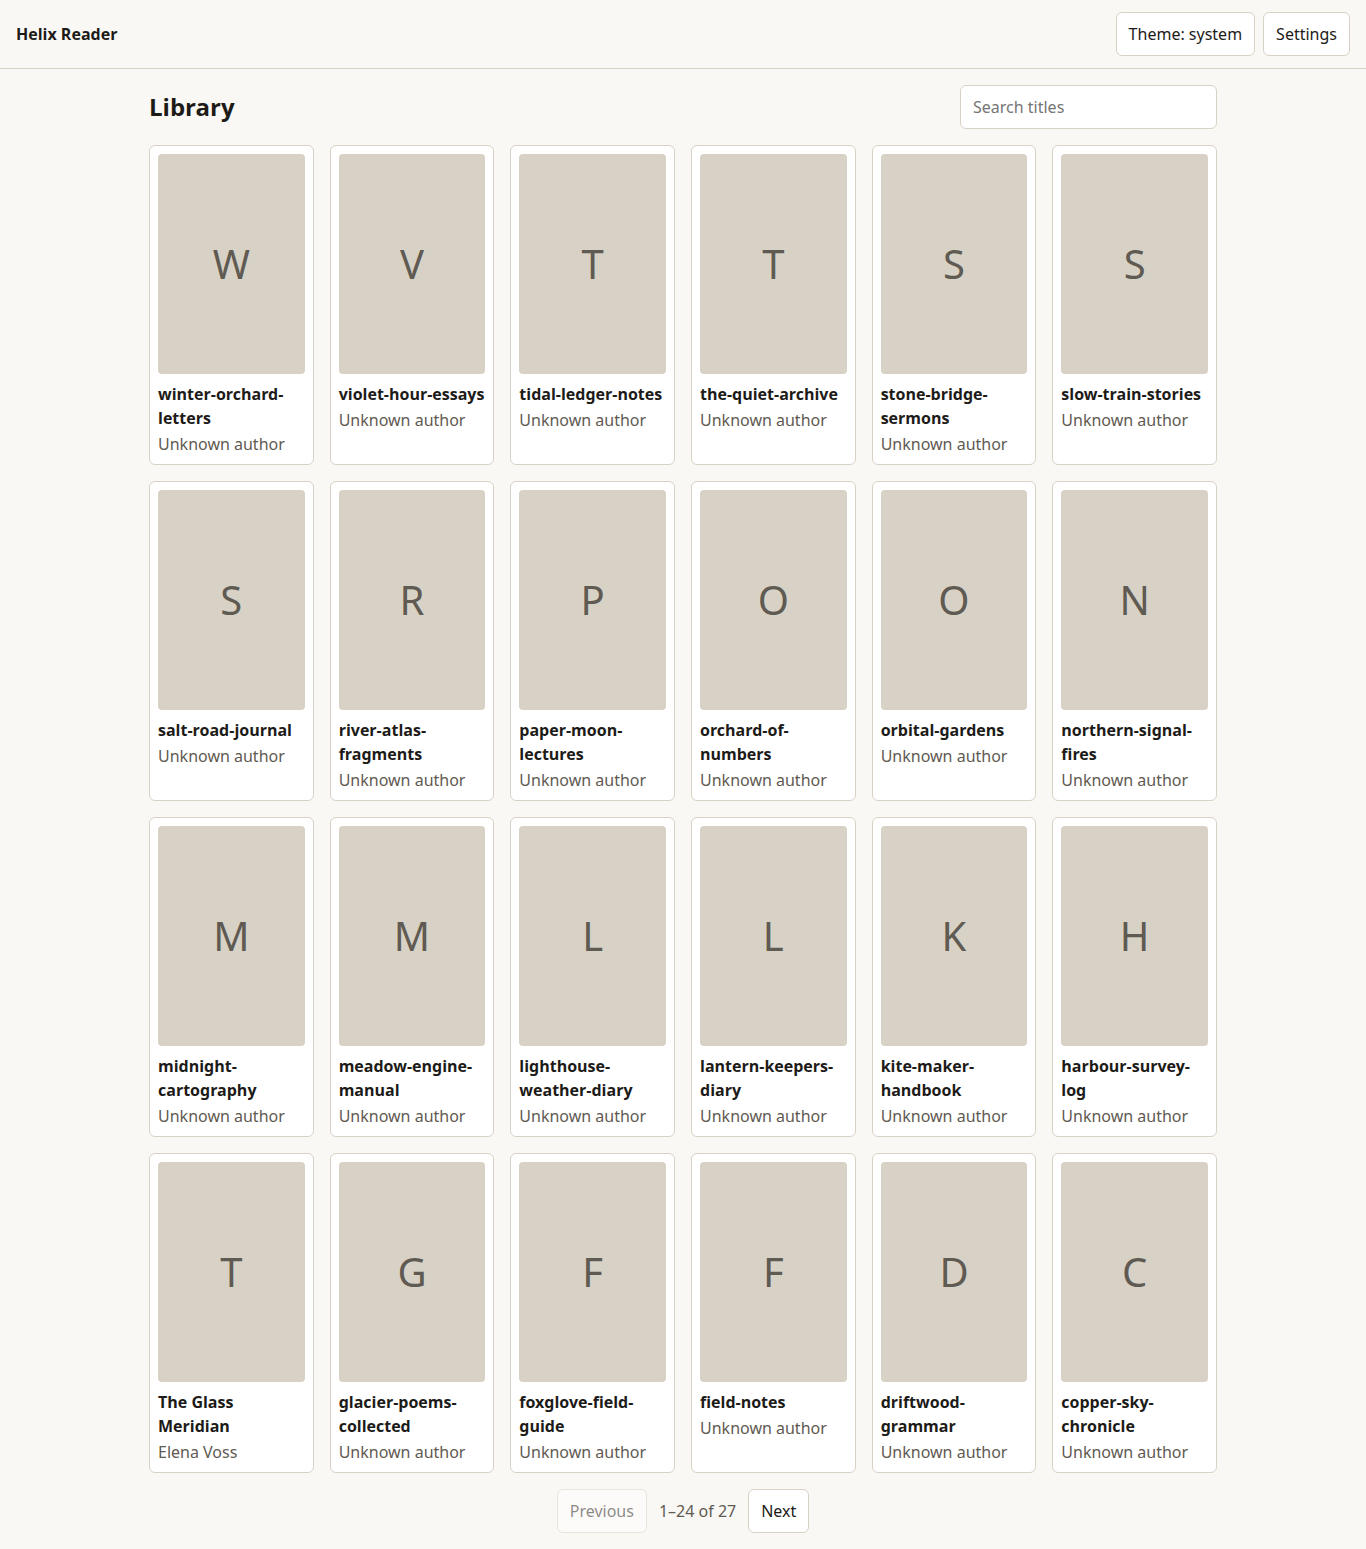 Helix Reader
Theme: system
Settings
Library
Search titles
W
V
T
T
S
S
winter-orchard-
letters
Unknown author
violet-hour-essays
Unknown author
tidal-ledger-notes
Unknown author
the-quiet-archive
Unknown author
stone-bridge-
sermons
Unknown author
slow-train-stories
Unknown author
S
R
P
O
O
N
salt-road-journal
Unknown author
river-atlas-
fragments
Unknown author
paper-moon-
lectures
Unknown author
orchard-of-
numbers
Unknown author
orbital-gardens
Unknown author
northern-signal-
fires
Unknown author
M
M
L
L
K
H
midnight-
cartography
Unknown author
meadow-engine-
manual
Unknown author
lighthouse-
weather-diary
Unknown author
lantern-keepers-
diary
Unknown author
kite-maker-
handbook
Unknown author
harbour-survey-
log
Unknown author
T
G
F
F
D
C
The Glass
Meridian
Elena Voss
glacier-poems-
collected
Unknown author
foxglove-field-
guide
Unknown author
field-notes
Unknown author
driftwood-
grammar
Unknown author
copper-sky-
chronicle
Unknown author
Previous
1–24 of 27
Next